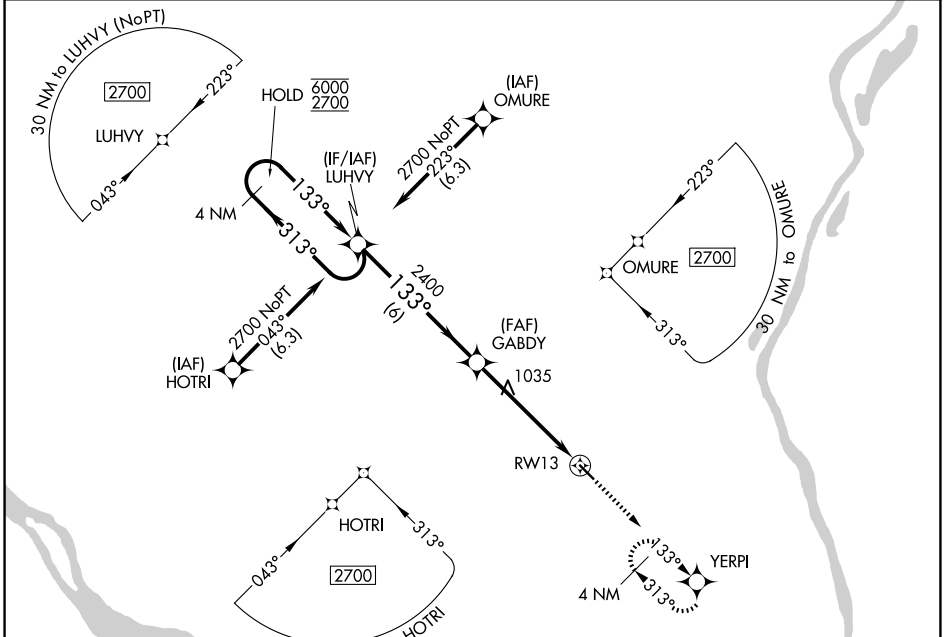 30 NM to LUHVY (NoPT)
2700
223°
LUHVY
043°
HOLD 6000
2700
4 NM
133°
313°
(IF/IAF)
LUHVY
(IAF)
OMURE
2700 NoPT
223°
(6.3)
2700 NoPT
043°
(6.3)
(IAF)
HOTRI
2400
133°
(6)
(FAF)
GABDY
1035
RW13
223°
OMURE
2700
313°
30 NM to OMURE
HOTRI
043°
313°
2700
HOTRI
133°
YERPI
4 NM
313°